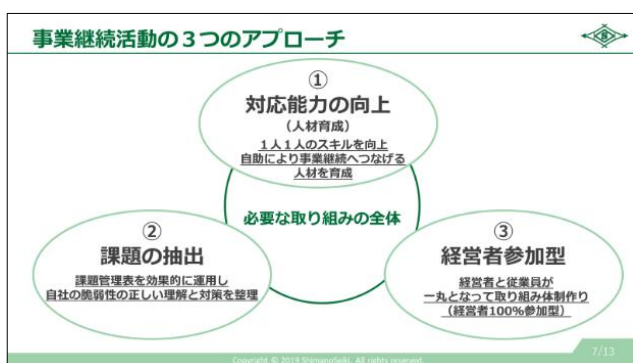 事業継続活動の３つのアプローチ
①
対応能力の向上
（人材育成）
１人１人のスキルを向上
自助により事業継続へつなげる
人材を育成
必要な取り組みの全体
②
課題の抽出
課題管理表を効果的に運用し
自社の脆弱性の正しい理解と対策を整理
③
経営者参加型
経営者と従業員が
一丸となって取り組み体制作り
（経営者100%参加型）
7/13
Copyright © 2019 ShimanoSeiki. All rights reserved.